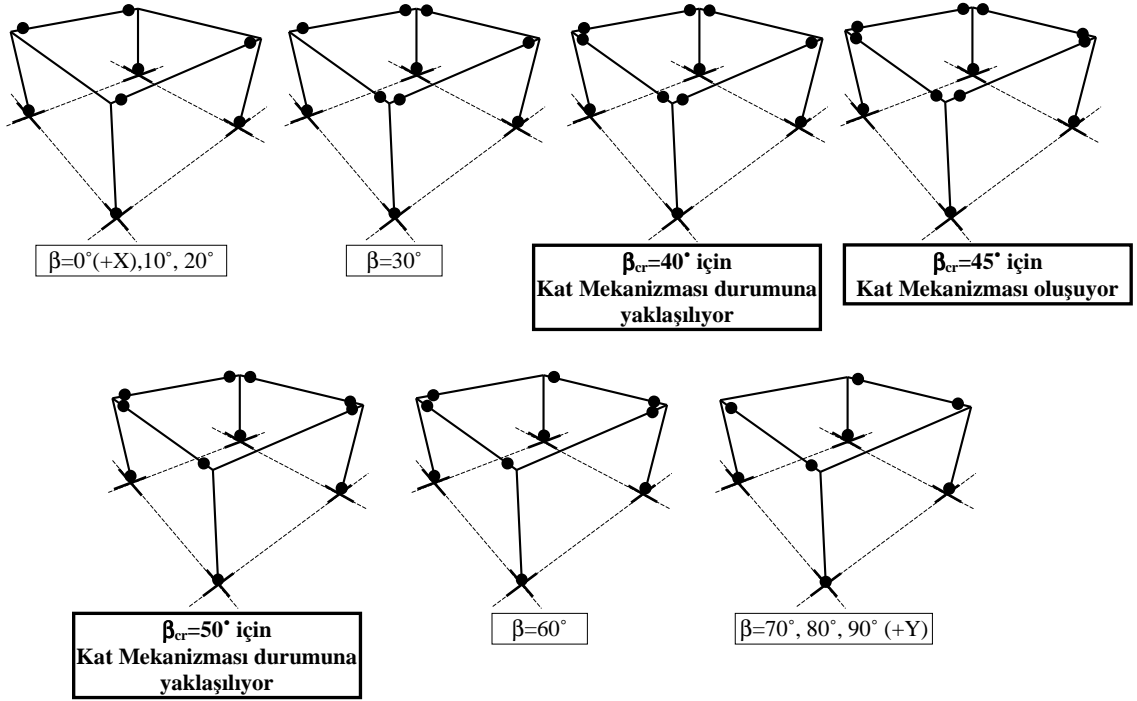 β=0°(+X),10°, 20°
β=30°
βcr=40° için
Kat Mekanizması durumuna
yaklaşılıyor
βcr=45° için
Kat Mekanizması oluşuyor
βcr=50° için
Kat Mekanizması durumuna
yaklaşılıyor
β=60°
β=70°, 80°, 90° (+Y)